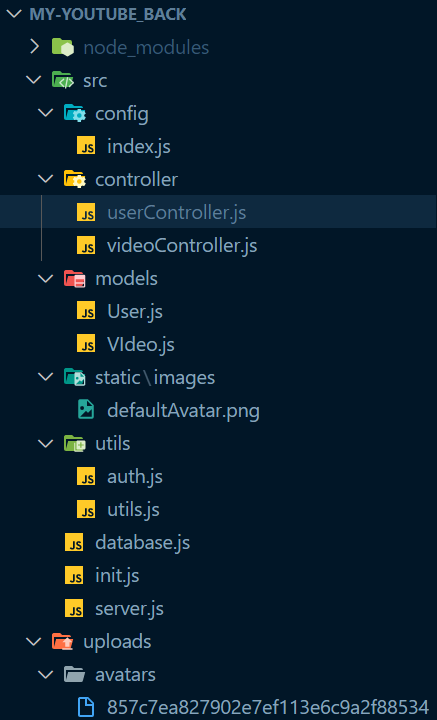 MY-YOUTUBE_BACK
node_modules
src
config
JS index.js
controller
JS userController.js
JS videoController.js
models
JS User.js
JS VIdeo.js
static\images
defaultAvatar.png
utils
JS auth.js
JS utils.js
JS database.js
JS init.js
JS server.js
uploads
avatars
857c7ea827902e7ef113e6c9a2f88534